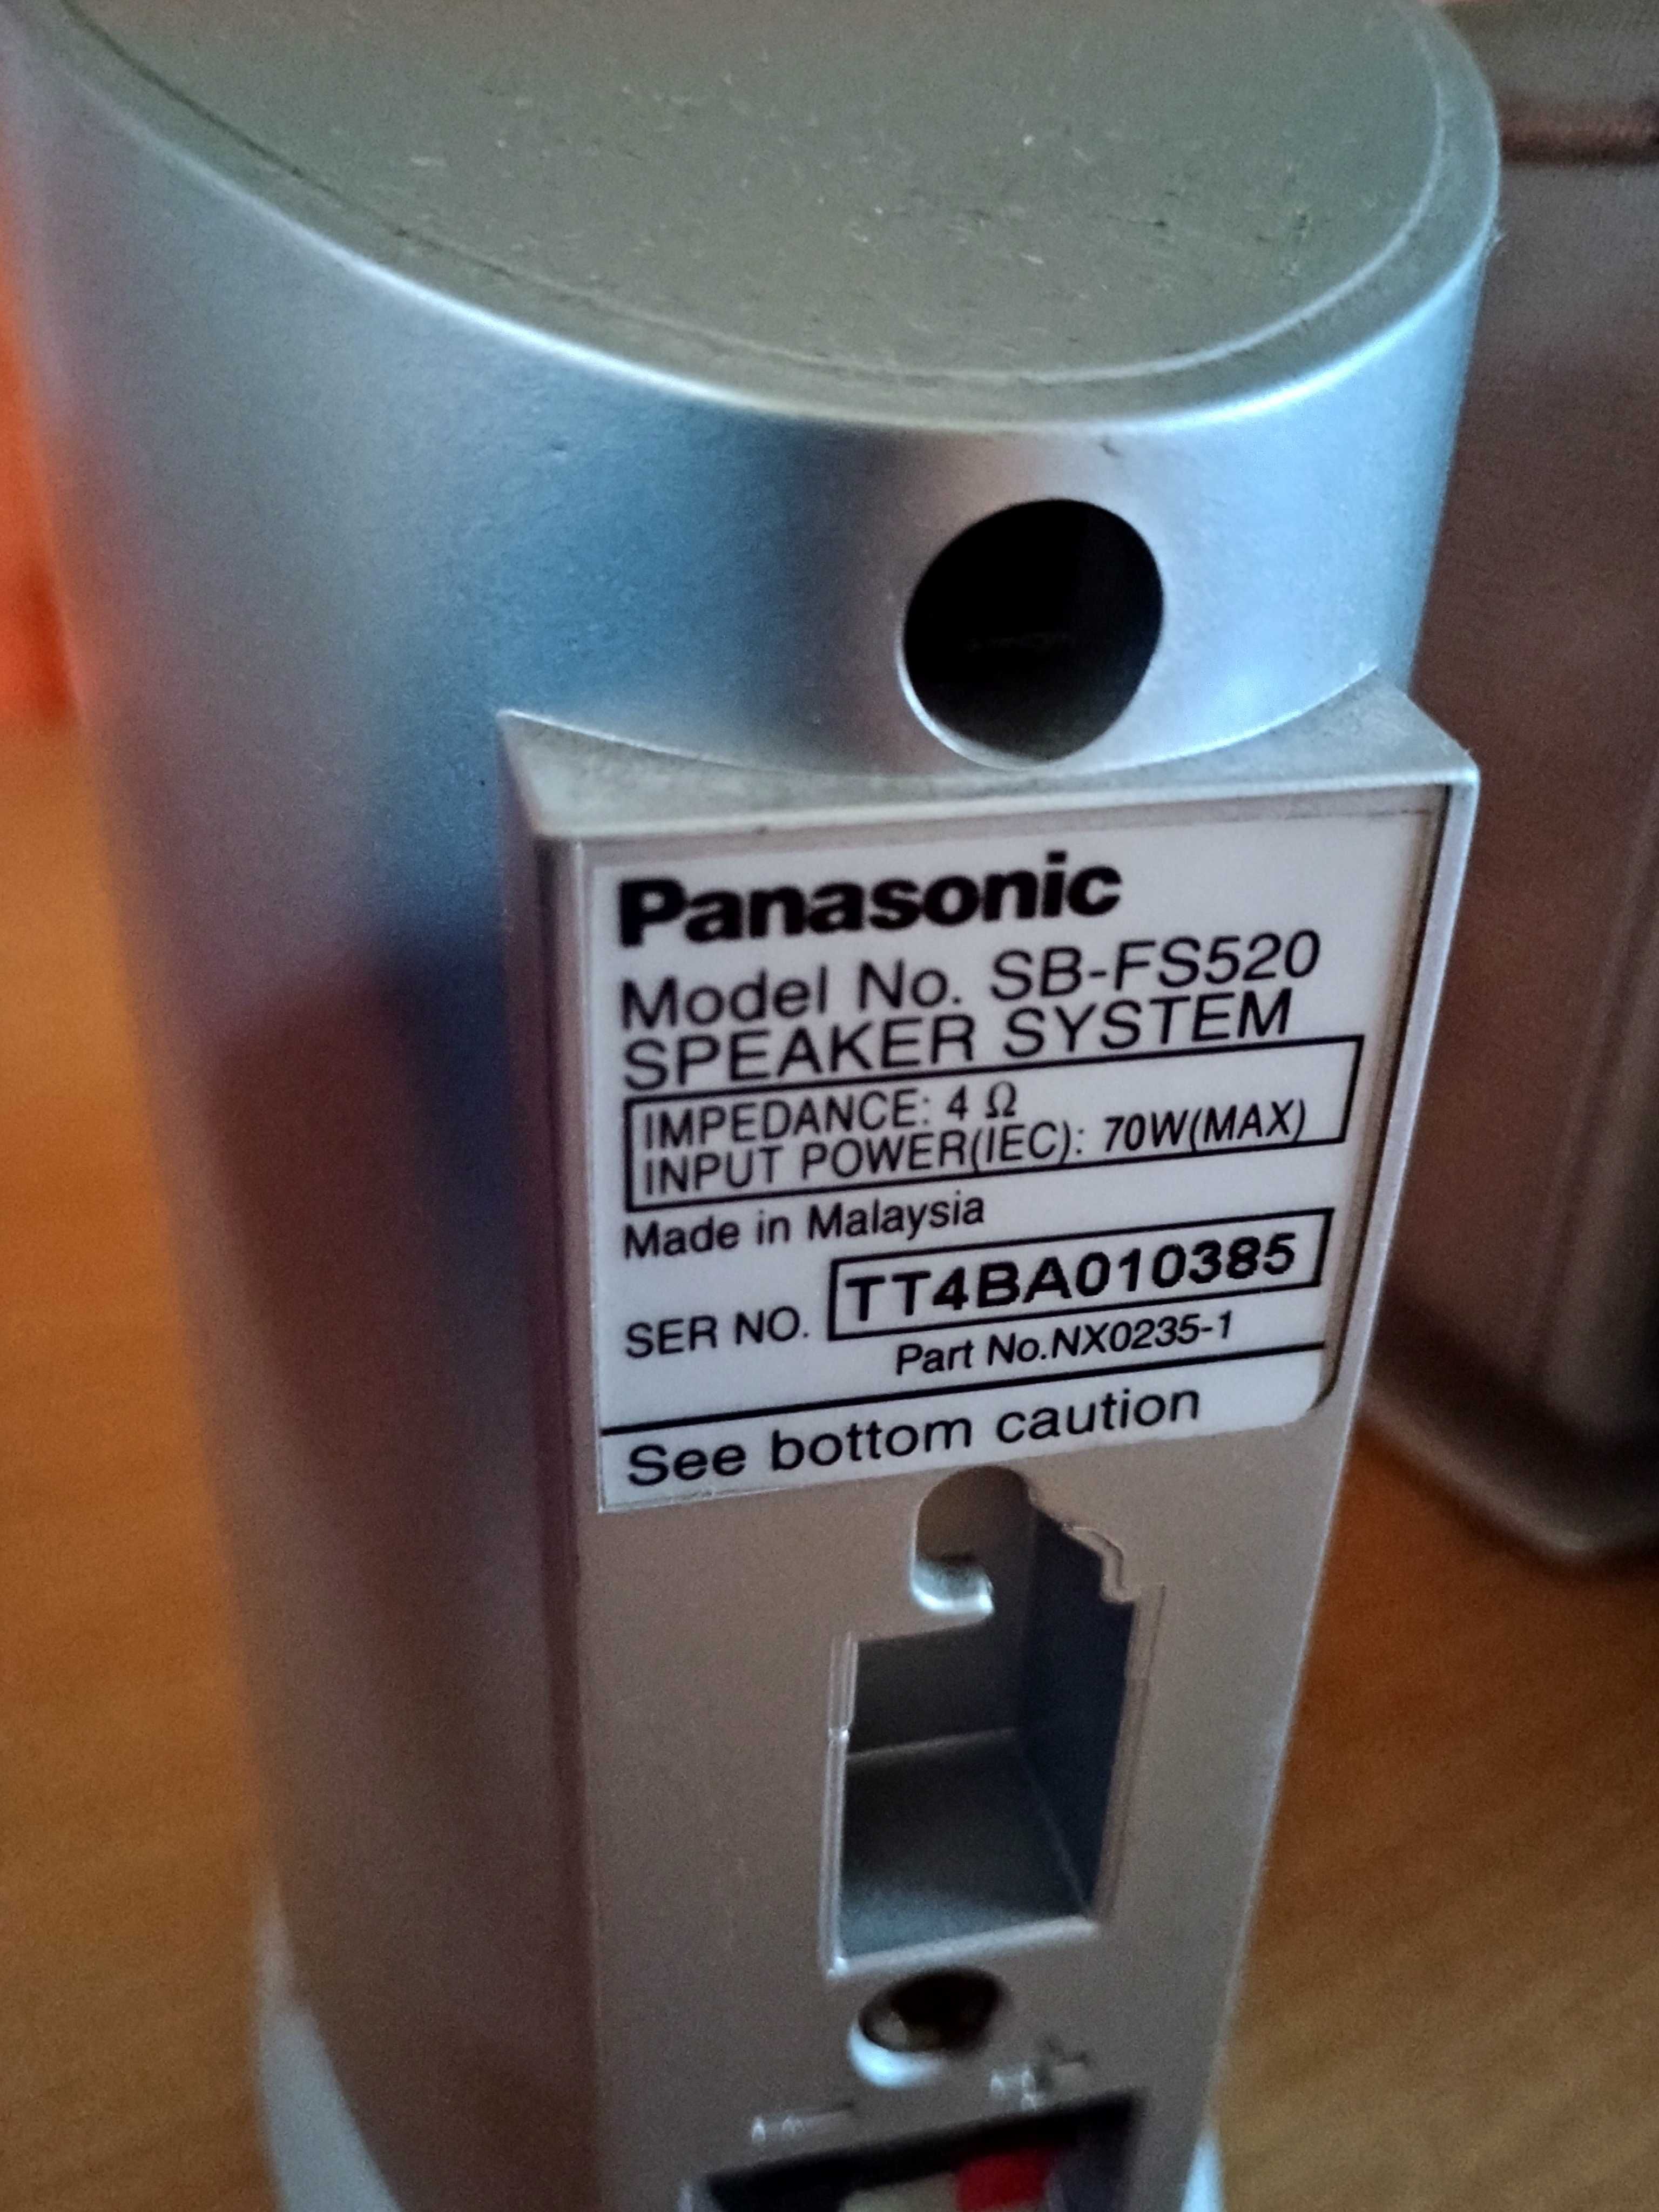 Panasonic
Model No. SB-FS520
SPEAKER SYSTEM
IMPEDANCE: 4 Ω
INPUT POWER(IEC): 70W(MAX)
Made in Malaysia
SER NO. TT4BA010385
Part No.NX0235-1
See bottom caution